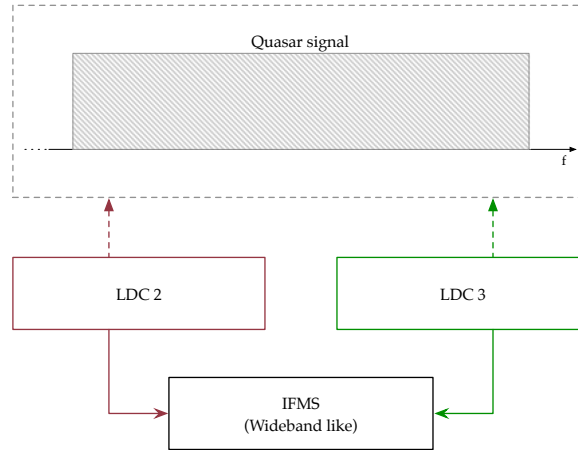 Quasar signal
f
LDC 2
LDC 3
IFMS
(Wideband like)